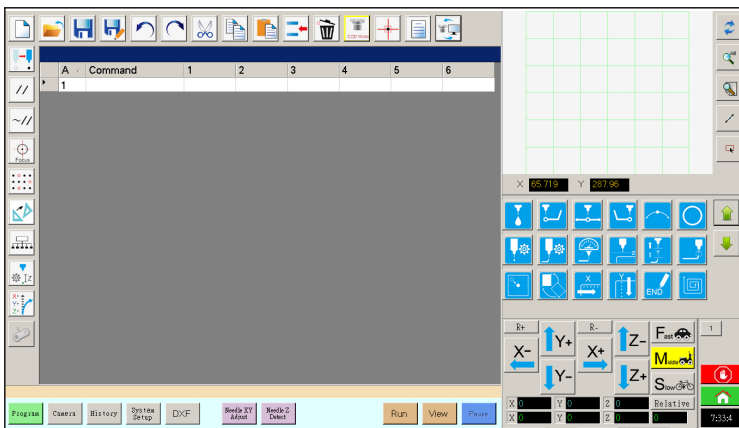 CCD Mode
A Command 1 2 3 4 5 6
1
//
~//
Focus
Z
X+
Y+
Z+
X 65.719 Y 287.96
Z
X
Y
END
R+ R- 1
X- Y+ X+ Z- Fast
Middle
Y- Z+ Slow
X 0 Y 0 Z 0 Relative
X 0 Y 0 Z 0 0
Program Camera History System Setup DXF Needle XY Adjust Needle Z Detect Run View Pause
7:33:4